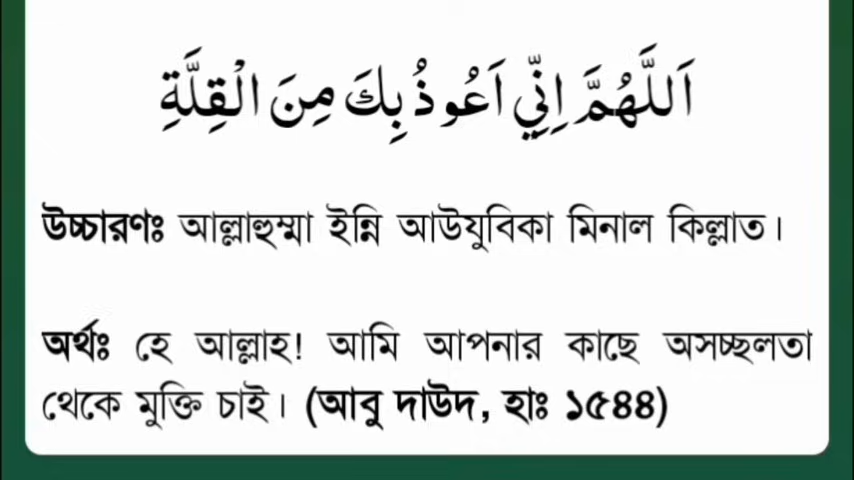 اَللَّهُمَّ اِنِّي اَعُوذُ بِكَ مِنَ الْقِلَّةِ
উচ্চারণঃ আল্লাহুম্মা ইন্নি আউযুবিকা মিনাল কিল্লাত।
অর্থঃ হে আল্লাহ! আমি আপনার কাছে অসচ্ছলতা
থেকে মুক্তি চাই। (আবু দাউদ, হাঃ ১৫৪৪)